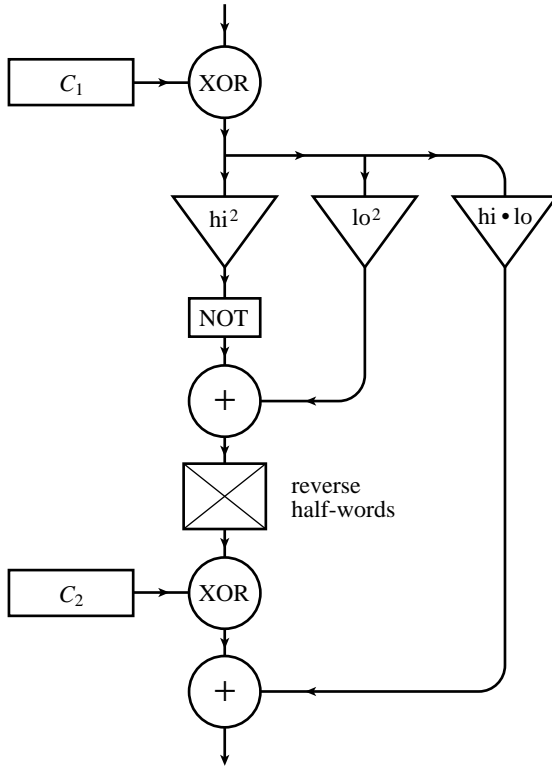 XOR
C₁
hi² lo² hi • lo
NOT
+
reverse
half-words
C₂ XOR
+